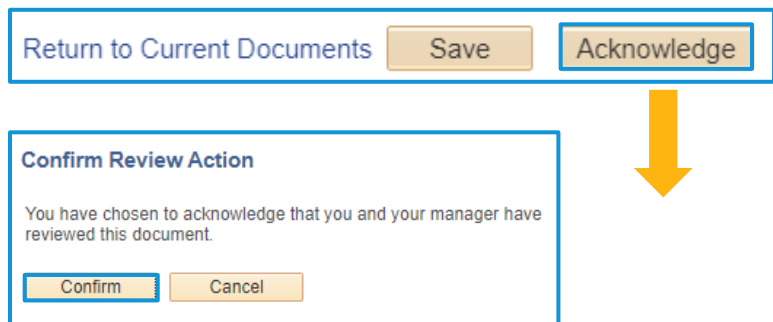 Return to Current Documents Save Acknowledge
Confirm Review Action
You have chosen to acknowledge that you and your manager have
reviewed this document.
Confirm Cancel